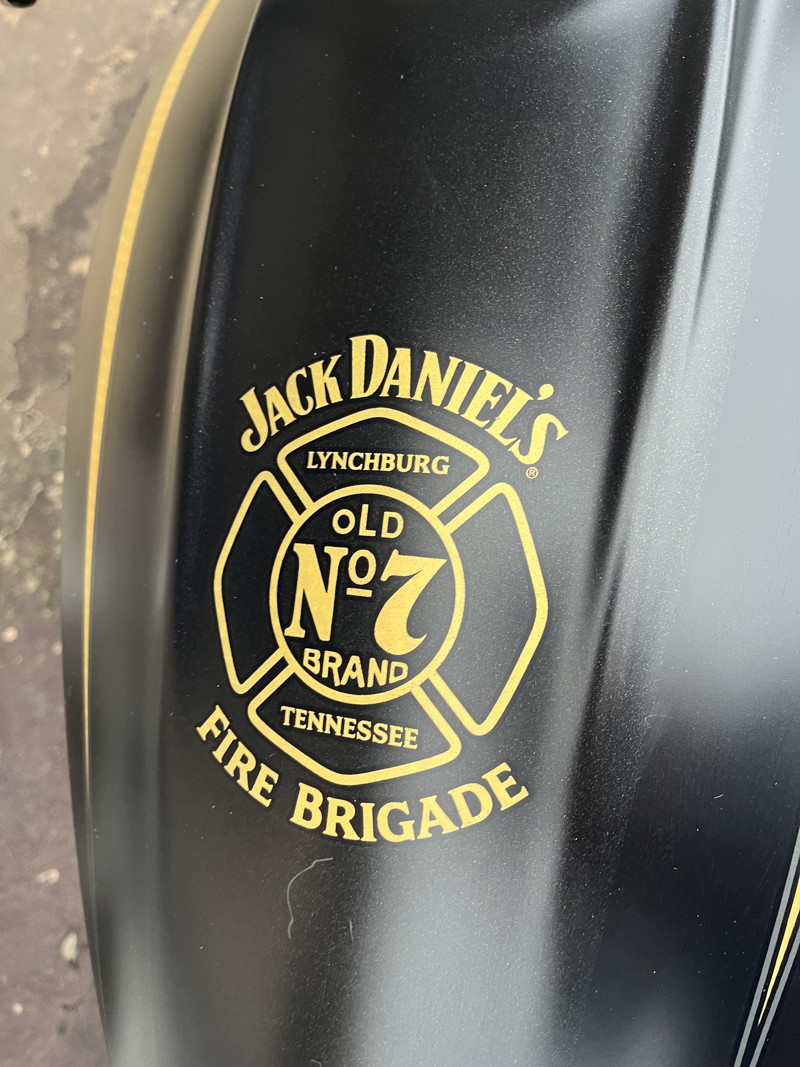 JACK DANIEL'S®
LYNCHBURG
OLD
Nº7
BRAND
TENNESSEE
FIRE BRIGADE